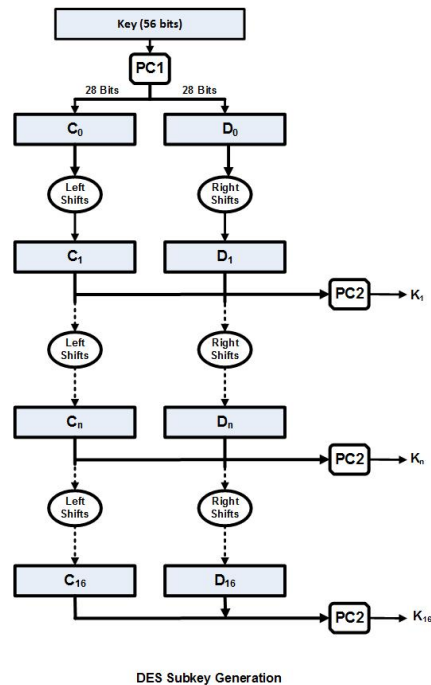 Key (56 bits)
PC1
28 Bits 28 Bits
C₀ D₀
Left Shifts Right Shifts
C₁ D₁
PC2 K₁
Left Shifts Right Shifts
Cₙ Dₙ
PC2 Kₙ
Left Shifts Right Shifts
C₁₆ D₁₆
PC2 K₁₆
DES Subkey Generation